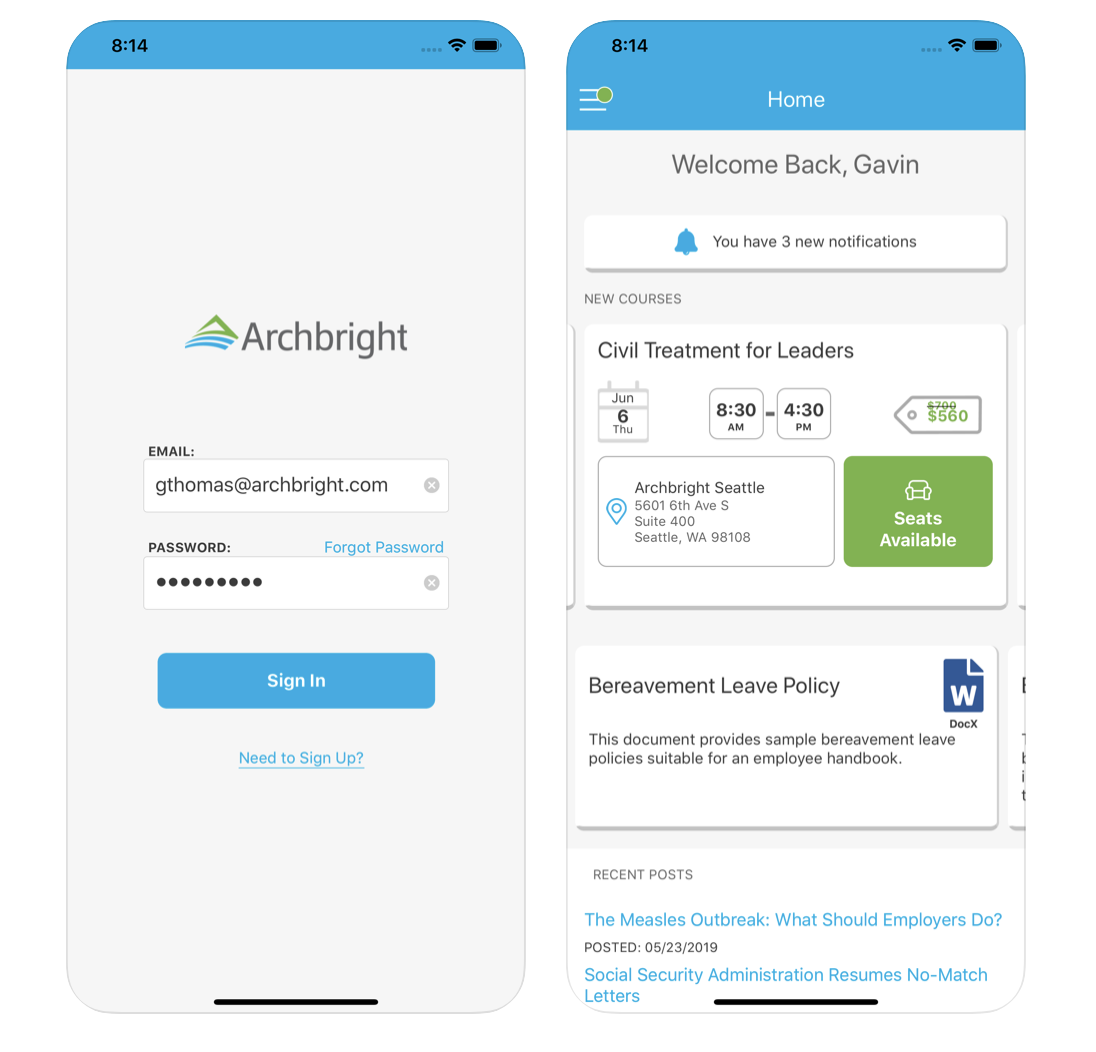 8:14
Archbright
EMAIL:
gthomas@archbright.com
PASSWORD:
Forgot Password
Sign In
Need to Sign Up?
8:14
Home
Welcome Back, Gavin
You have 3 new notifications
NEW COURSES
Civil Treatment for Leaders
Jun
6
Thu
8:30
AM
-
4:30
PM
$700
$560
Archbright Seattle
5601 6th Ave S
Suite 400
Seattle, WA 98108
Seats
Available
Bereavement Leave Policy
W
DocX
This document provides sample bereavement leave
policies suitable for an employee handbook.
RECENT POSTS
The Measles Outbreak: What Should Employers Do?
POSTED: 05/23/2019
Social Security Administration Resumes No-Match
Letters